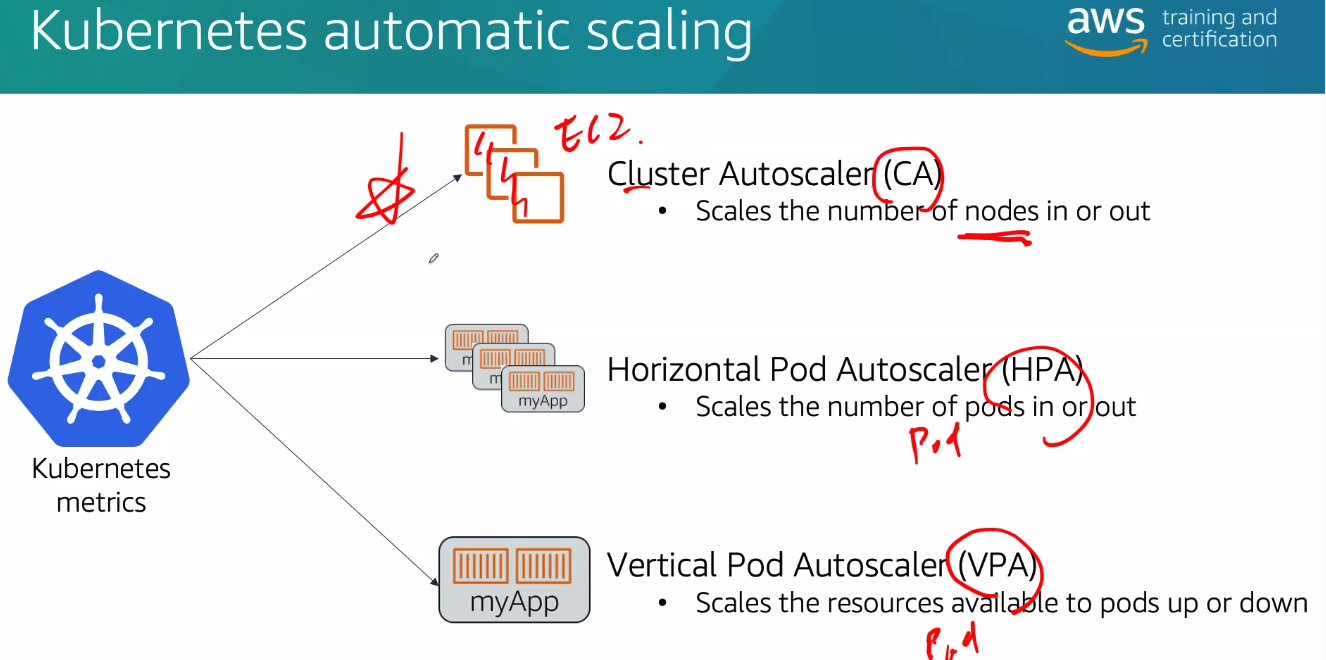 Kubernetes automatic scaling
aws training and certification
EC2.
Cluster Autoscaler (CA)
• Scales the number of nodes in or out
m
m
myApp
Horizontal Pod Autoscaler (HPA)
• Scales the number of pods in or out
Pod
Kubernetes
metrics
myApp
Vertical Pod Autoscaler (VPA)
• Scales the resources available to pods up or down
Pod